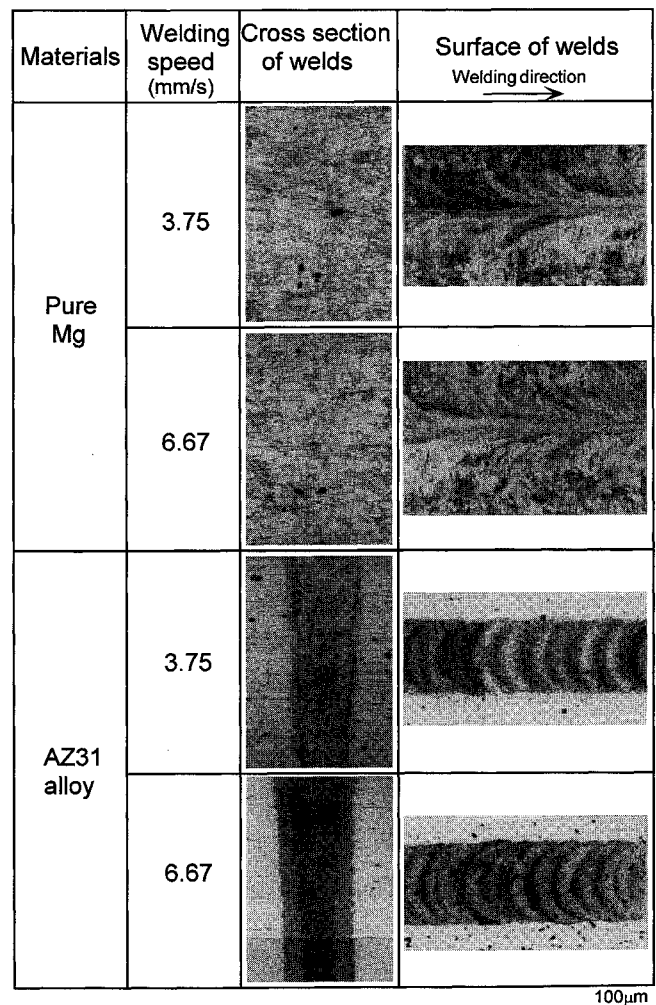 Materials
Welding
speed
(mm/s)
Cross section
of welds
Surface of welds
Welding direction
Pure
Mg
3.75
6.67
AZ31
alloy
3.75
6.67
100μm